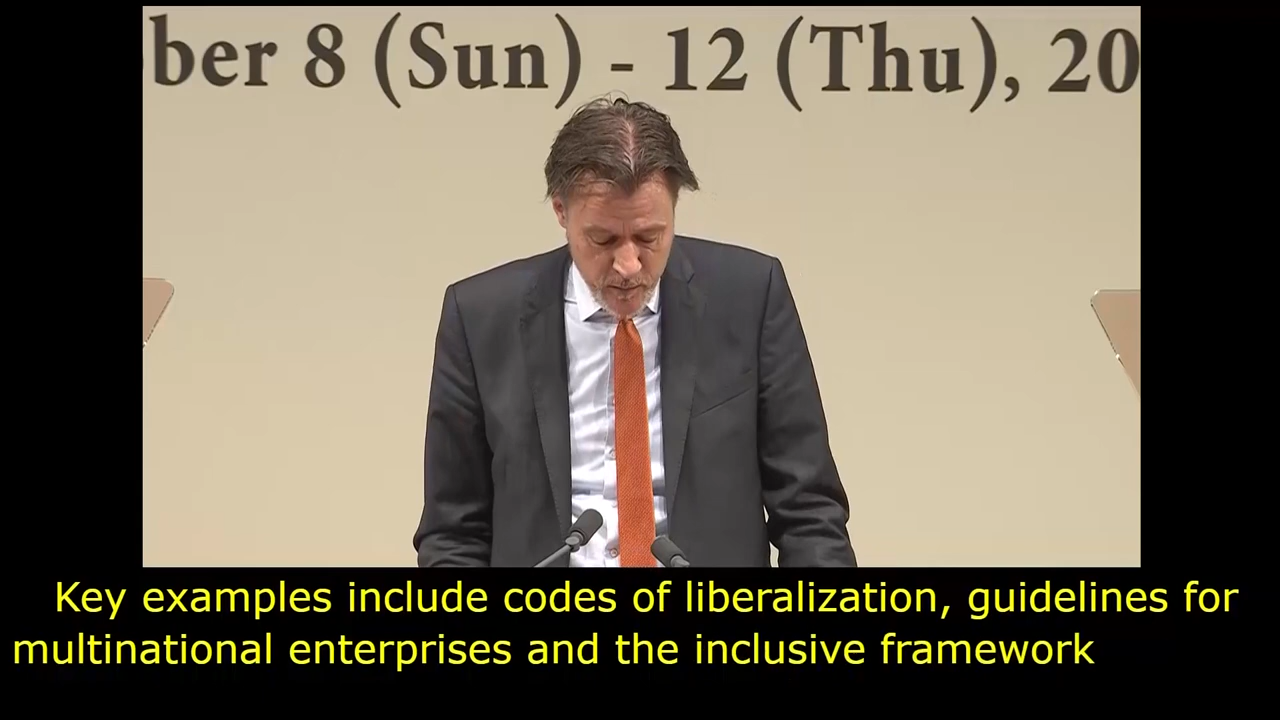 ber 8 (Sun) - 12 (Thu), 20
Key examples include codes of liberalization, guidelines for
multinational enterprises and the inclusive framework